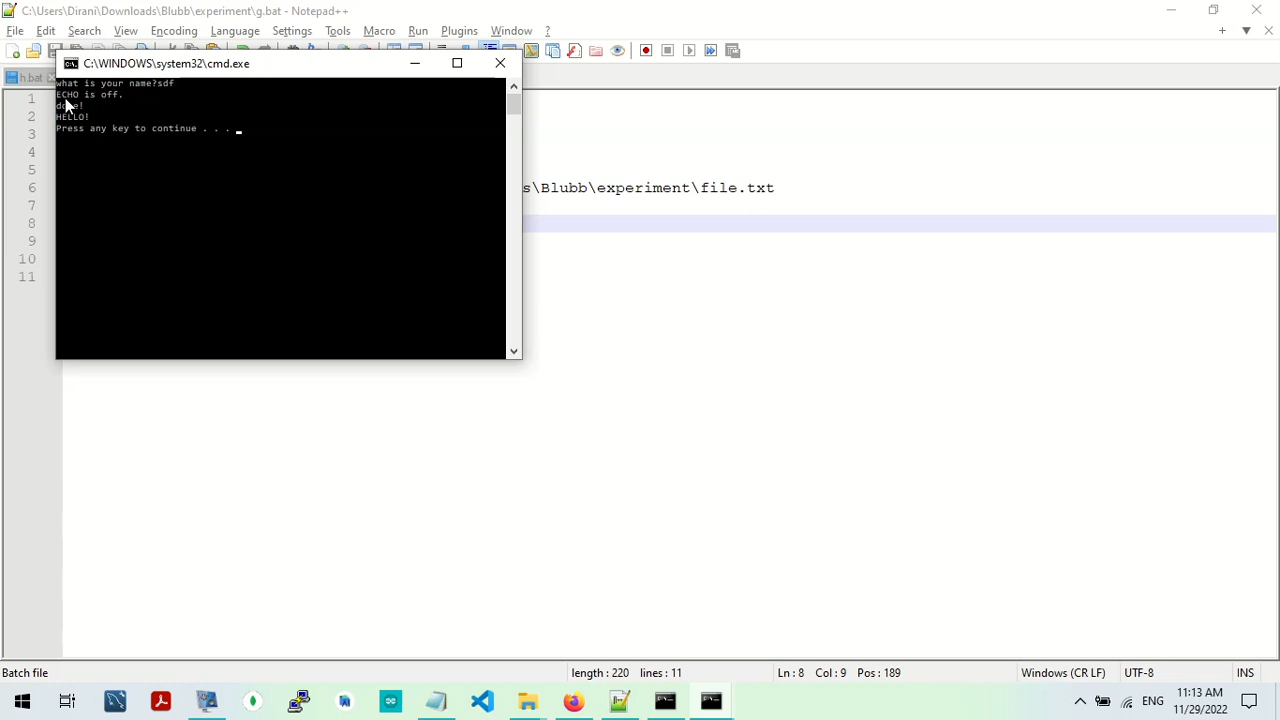 C:\Users\Dirani\Downloads\Blubb\experiment\g.bat - Notepad++
File Edit Search View Encoding Language Settings Tools Macro Run Plugins Window ?
C:\WINDOWS\system32\cmd.exe
h.bat
what is your name?sdf
ECHO is off.
HELLO!
Press any key to continue . . .
1
2
3
4
5
6
s\Blubb\experiment\file.txt
7
8
9
10
11
Batch file length : 220 lines : 11 Ln : 8 Col : 9 Pos : 189 Windows (CR LF) UTF-8 INS
ENG
11:13 AM
11/29/2022